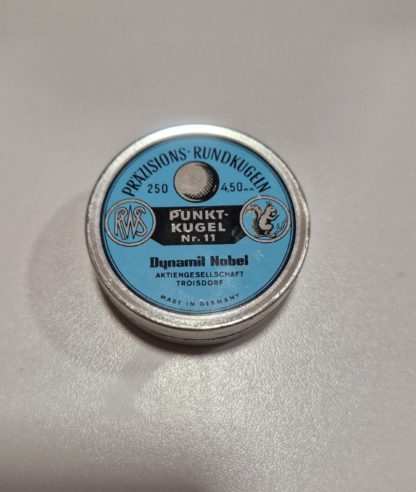 PRÄZISIONS-RUNDKUGELN
250 4,50mm
RWS
PUNKT-
KUGEL
Nr. 11
Dynamit Nobel
AKTIENGESELLSCHAFT
TROISDORF
MADE IN GERMANY